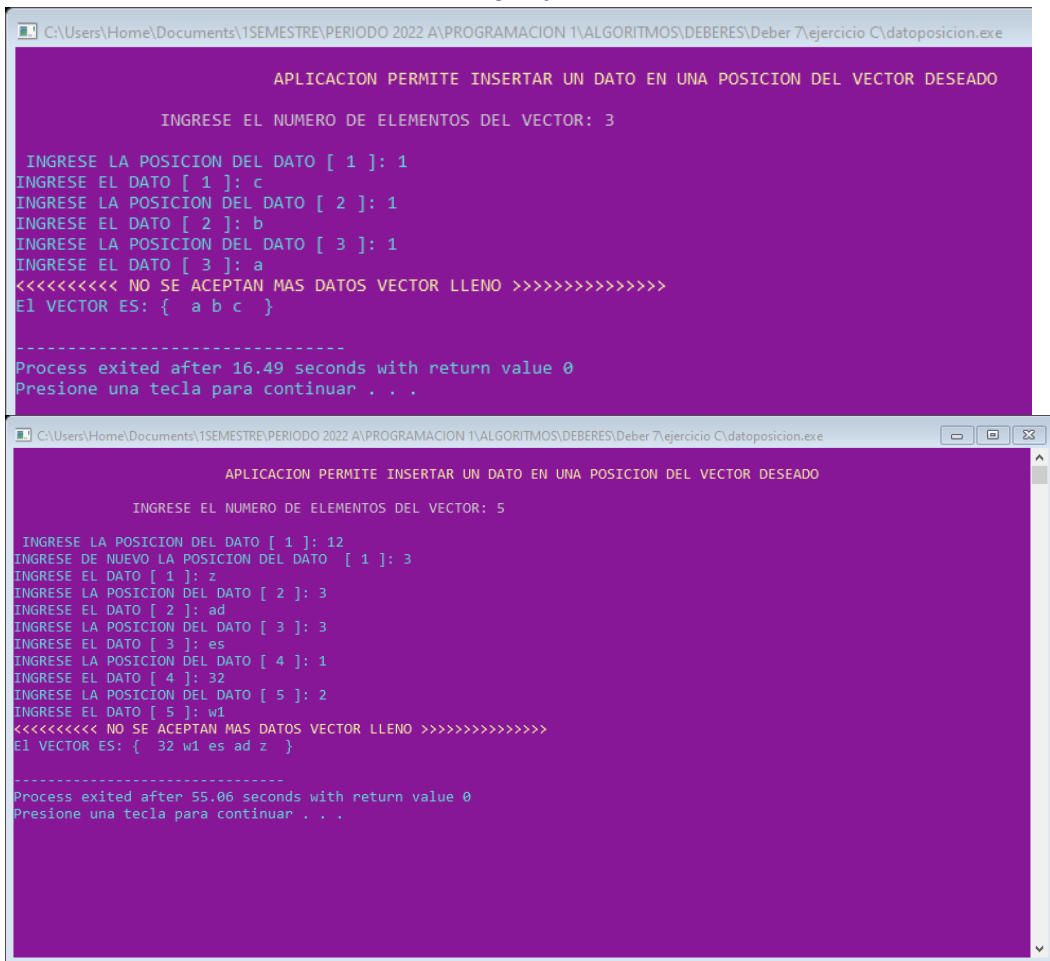 C:\Users\Home\Documents\1SEMESTRE\PERIODO 2022 A\PROGRAMACION 1\ALGORITMOS\DEBERES\Deber 7\ejercicio C\datoposicion.exe
APLICACION PERMITE INSERTAR UN DATO EN UNA POSICION DEL VECTOR DESEADO
INGRESE EL NUMERO DE ELEMENTOS DEL VECTOR: 3
INGRESE LA POSICION DEL DATO [ 1 ]: 1
INGRESE EL DATO [ 1 ]: c
INGRESE LA POSICION DEL DATO [ 2 ]: 1
INGRESE EL DATO [ 2 ]: b
INGRESE LA POSICION DEL DATO [ 3 ]: 1
INGRESE EL DATO [ 3 ]: a
<<<<<<<<<< NO SE ACEPTAN MAS DATOS VECTOR LLENO >>>>>>>>>>>>>>>
El VECTOR ES: {  a b c  }
--------------------------------
Process exited after 16.49 seconds with return value 0
Presione una tecla para continuar . . .
C:\Users\Home\Documents\1SEMESTRE\PERIODO 2022 A\PROGRAMACION 1\ALGORITMOS\DEBERES\Deber 7\ejercicio C\datoposicion.exe
APLICACION PERMITE INSERTAR UN DATO EN UNA POSICION DEL VECTOR DESEADO
INGRESE EL NUMERO DE ELEMENTOS DEL VECTOR: 5
INGRESE LA POSICION DEL DATO [ 1 ]: 12
INGRESE DE NUEVO LA POSICION DEL DATO  [ 1 ]: 3
INGRESE EL DATO [ 1 ]: z
INGRESE LA POSICION DEL DATO [ 2 ]: 3
INGRESE EL DATO [ 2 ]: ad
INGRESE LA POSICION DEL DATO [ 3 ]: 3
INGRESE EL DATO [ 3 ]: es
INGRESE LA POSICION DEL DATO [ 4 ]: 1
INGRESE EL DATO [ 4 ]: 32
INGRESE LA POSICION DEL DATO [ 5 ]: 2
INGRESE EL DATO [ 5 ]: w1
<<<<<<<<<< NO SE ACEPTAN MAS DATOS VECTOR LLENO >>>>>>>>>>>>>>>
El VECTOR ES: {  32 w1 es ad z  }
--------------------------------
Process exited after 55.06 seconds with return value 0
Presione una tecla para continuar . . .